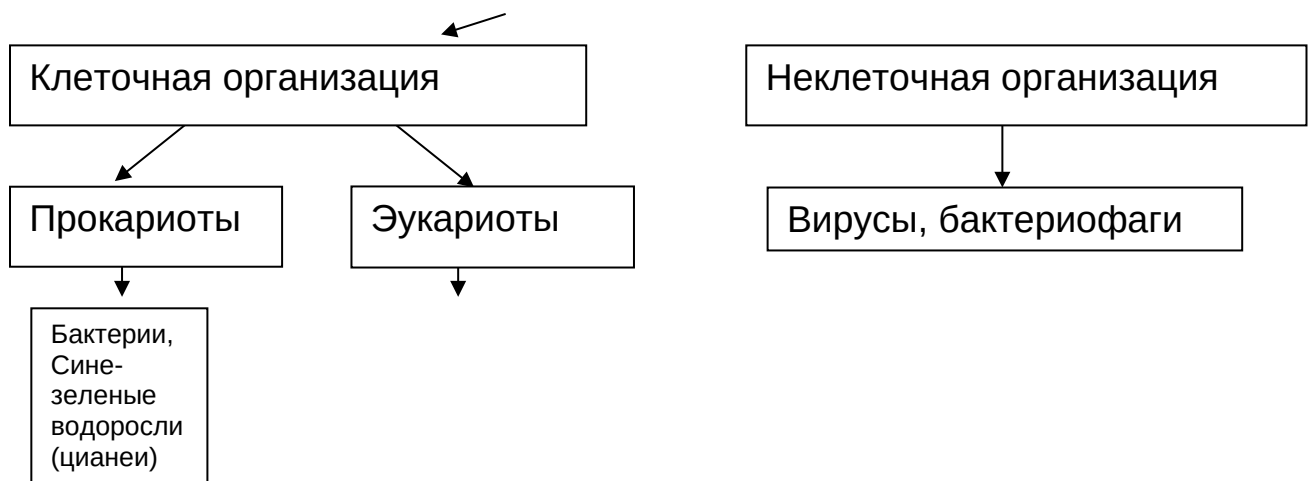 Клеточная организация
Неклеточная организация
Прокариоты
Эукариоты
Вирусы, бактериофаги
Бактерии,
Сине-
зеленые
водоросли
(цианеи)